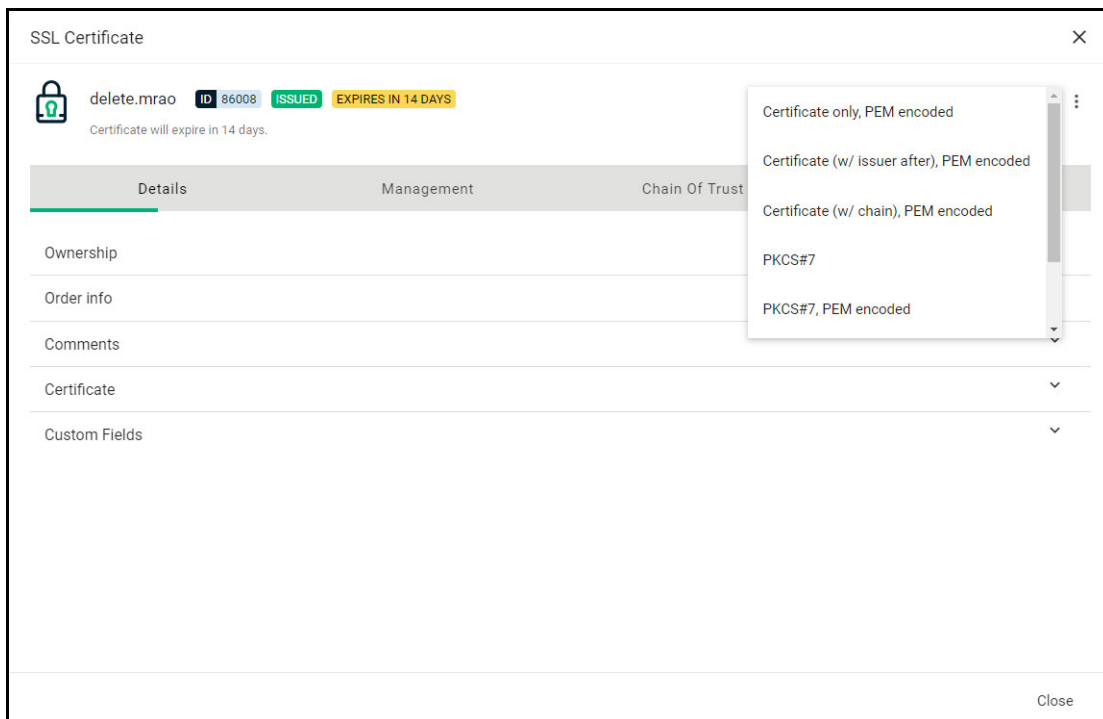 SSL Certificate
delete.mrao ID 86008 ISSUED EXPIRES IN 14 DAYS
Certificate will expire in 14 days.
Certificate only, PEM encoded
Certificate (w/ issuer after), PEM encoded
Certificate (w/ chain), PEM encoded
PKCS#7
PKCS#7, PEM encoded
Details Management Chain Of Trust
Ownership
Order info
Comments
Certificate
Custom Fields
Close